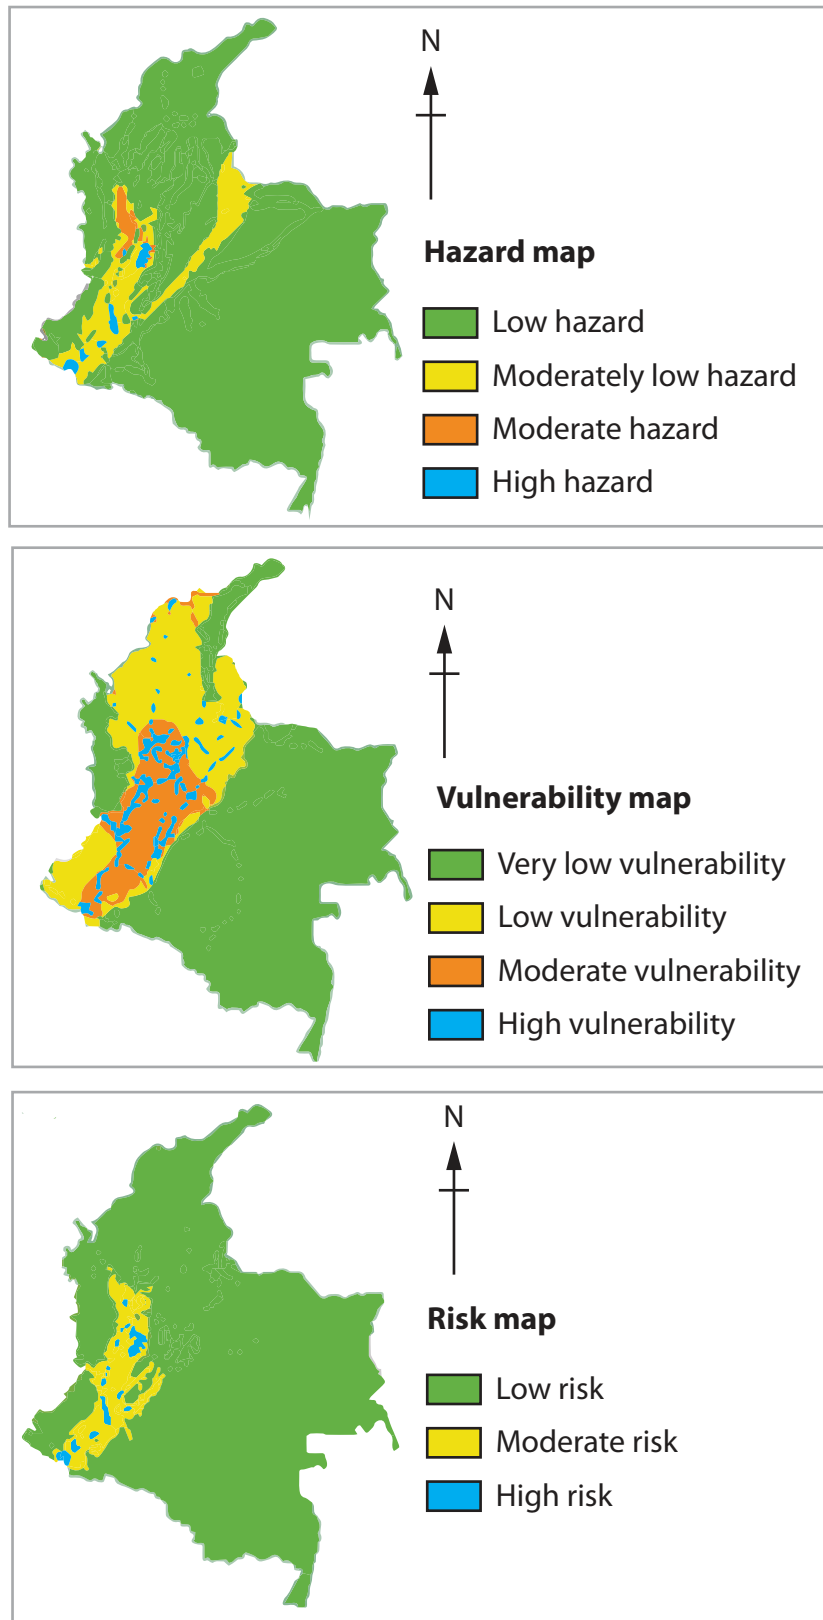 N
Hazard map
Low hazard
Moderately low hazard
Moderate hazard
High hazard
N
Vulnerability map
Very low vulnerability
Low vulnerability
Moderate vulnerability
High vulnerability
N
Risk map
Low risk
Moderate risk
High risk